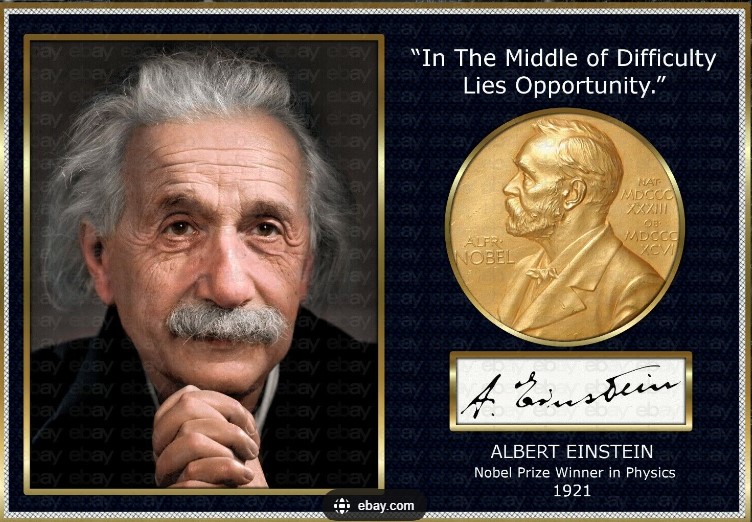 “In The Middle of Difficulty
Lies Opportunity.”
ALFR·
NOBEL
NAT·
MDCCC
XXXIII
OB·
MDCCC
XCVI
A. Einstein
ALBERT EINSTEIN
Nobel Prize Winner in Physics
1921
ebay.com
ebay